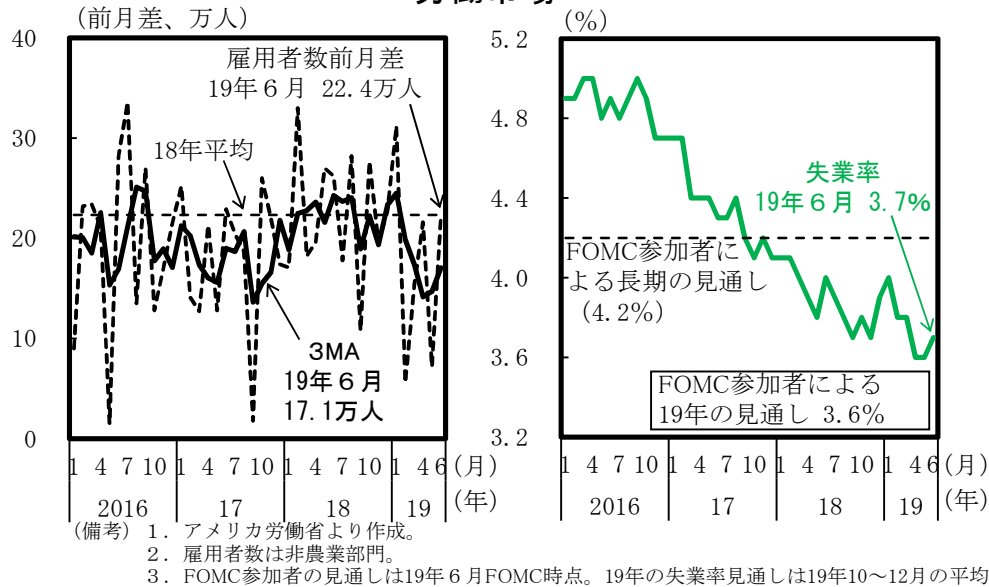 (前月差、万人)
40
30
20
10
0
雇用者数前月差
19年6月 22.4万人
18年平均
3MA
19年6月
17.1万人
1 4 7 10 1 4 7 10 1 4 7 10 1 4 6 (月)
2016 17 18 19 (年)
(%)
5.2
4.8
4.4
4.0
3.6
3.2
失業率
19年6月 3.7%
FOMC参加者に
よる長期の見通し
(4.2%)
FOMC参加者による
19年の見通し 3.6%
1 4 7 10 1 4 7 10 1 4 7 10 1 4 6 (月)
2016 17 18 19 (年)
(備考) 1. アメリカ労働省より作成。
2. 雇用者数は非農業部門。
3. FOMC参加者の見通しは19年6月FOMC時点。19年の失業率見通しは19年10～12月の平均